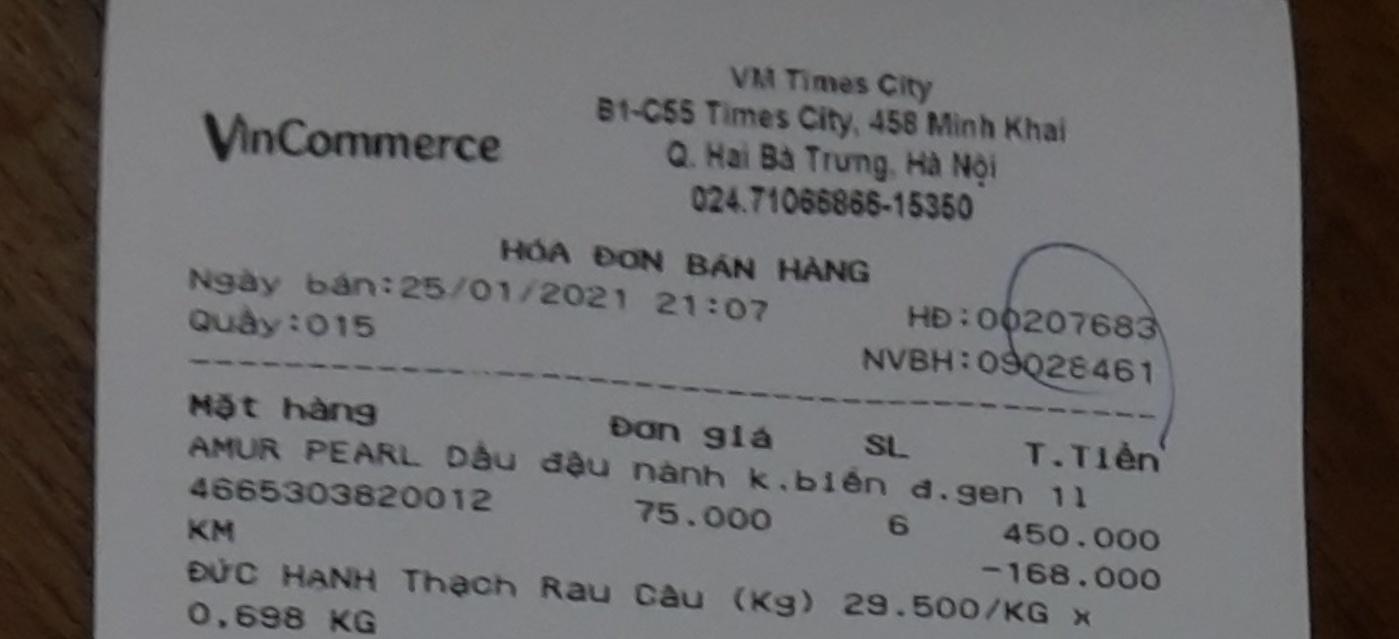 VinCommerce
VM Times City
B1-C55 Times City, 458 Minh Khai
Q. Hai Bà Trưng, Hà Nội
024.71066866-15350
HÓA ĐƠN BÁN HÀNG
Ngày bán:25/01/2021 21:07 HĐ:00207683
Quầy:015 NVBH:09028461
Mặt hàng Đơn giá SL T.Tiền
AMUR PEARL Dầu đậu nành k.biến đ.gen 1l
4665303820012 75.000 6 450.000
KM -168.000
ĐỨC HẠNH Thạch Rau Câu (Kg) 29.500/KG x
0,698 KG